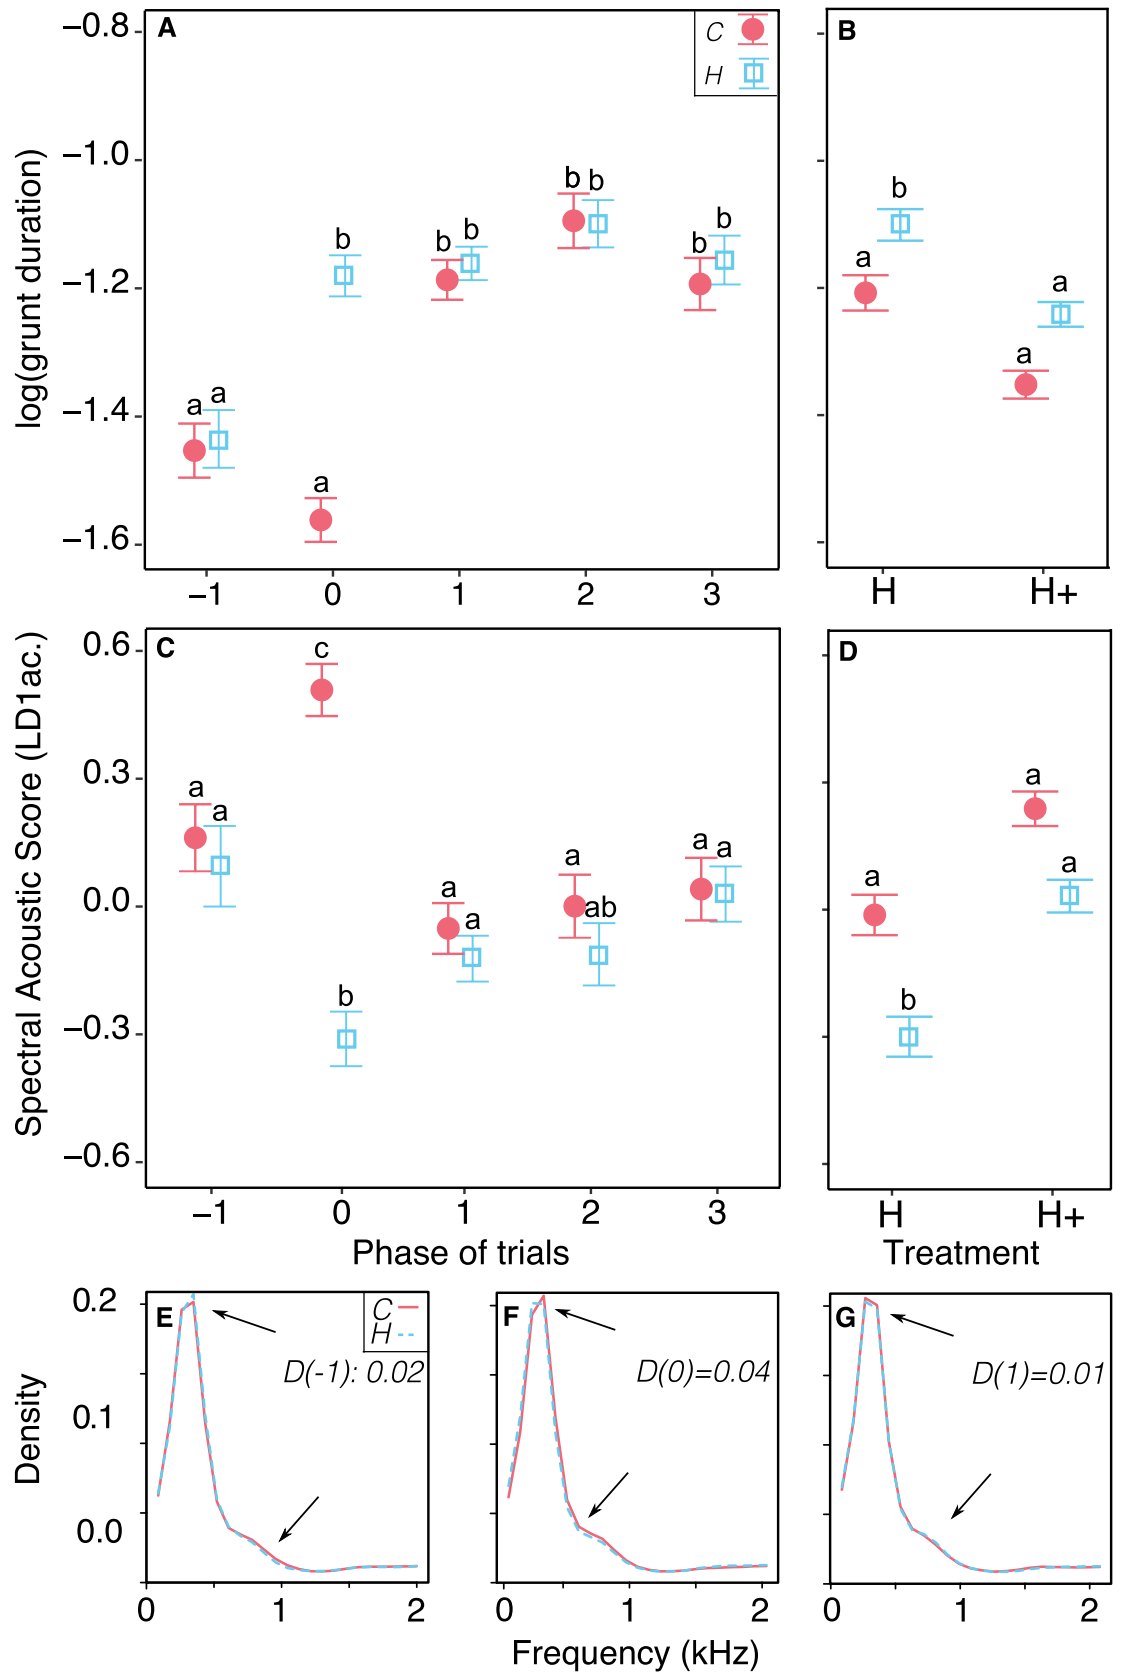 A
C
H
log(grunt duration)
−0.8
−1.0
−1.2
−1.4
−1.6
a a
a
b
b b
b b
b b
−1 0 1 2 3
B
a
b
a
a
H H+
C
Spectral Acoustic Score (LD1ac.)
0.6
0.3
0.0
−0.3
−0.6
a
a
c
b
a
a
a
ab
a a
−1 0 1 2 3
Phase of trials
D
a
b
a
a
H H+
Treatment
E
C
H
D(-1): 0.02
Density
0.2
0.1
0.0
0 1 2
F
D(0)=0.04
0 1 2
G
D(1)=0.01
0 1 2
Frequency (kHz)